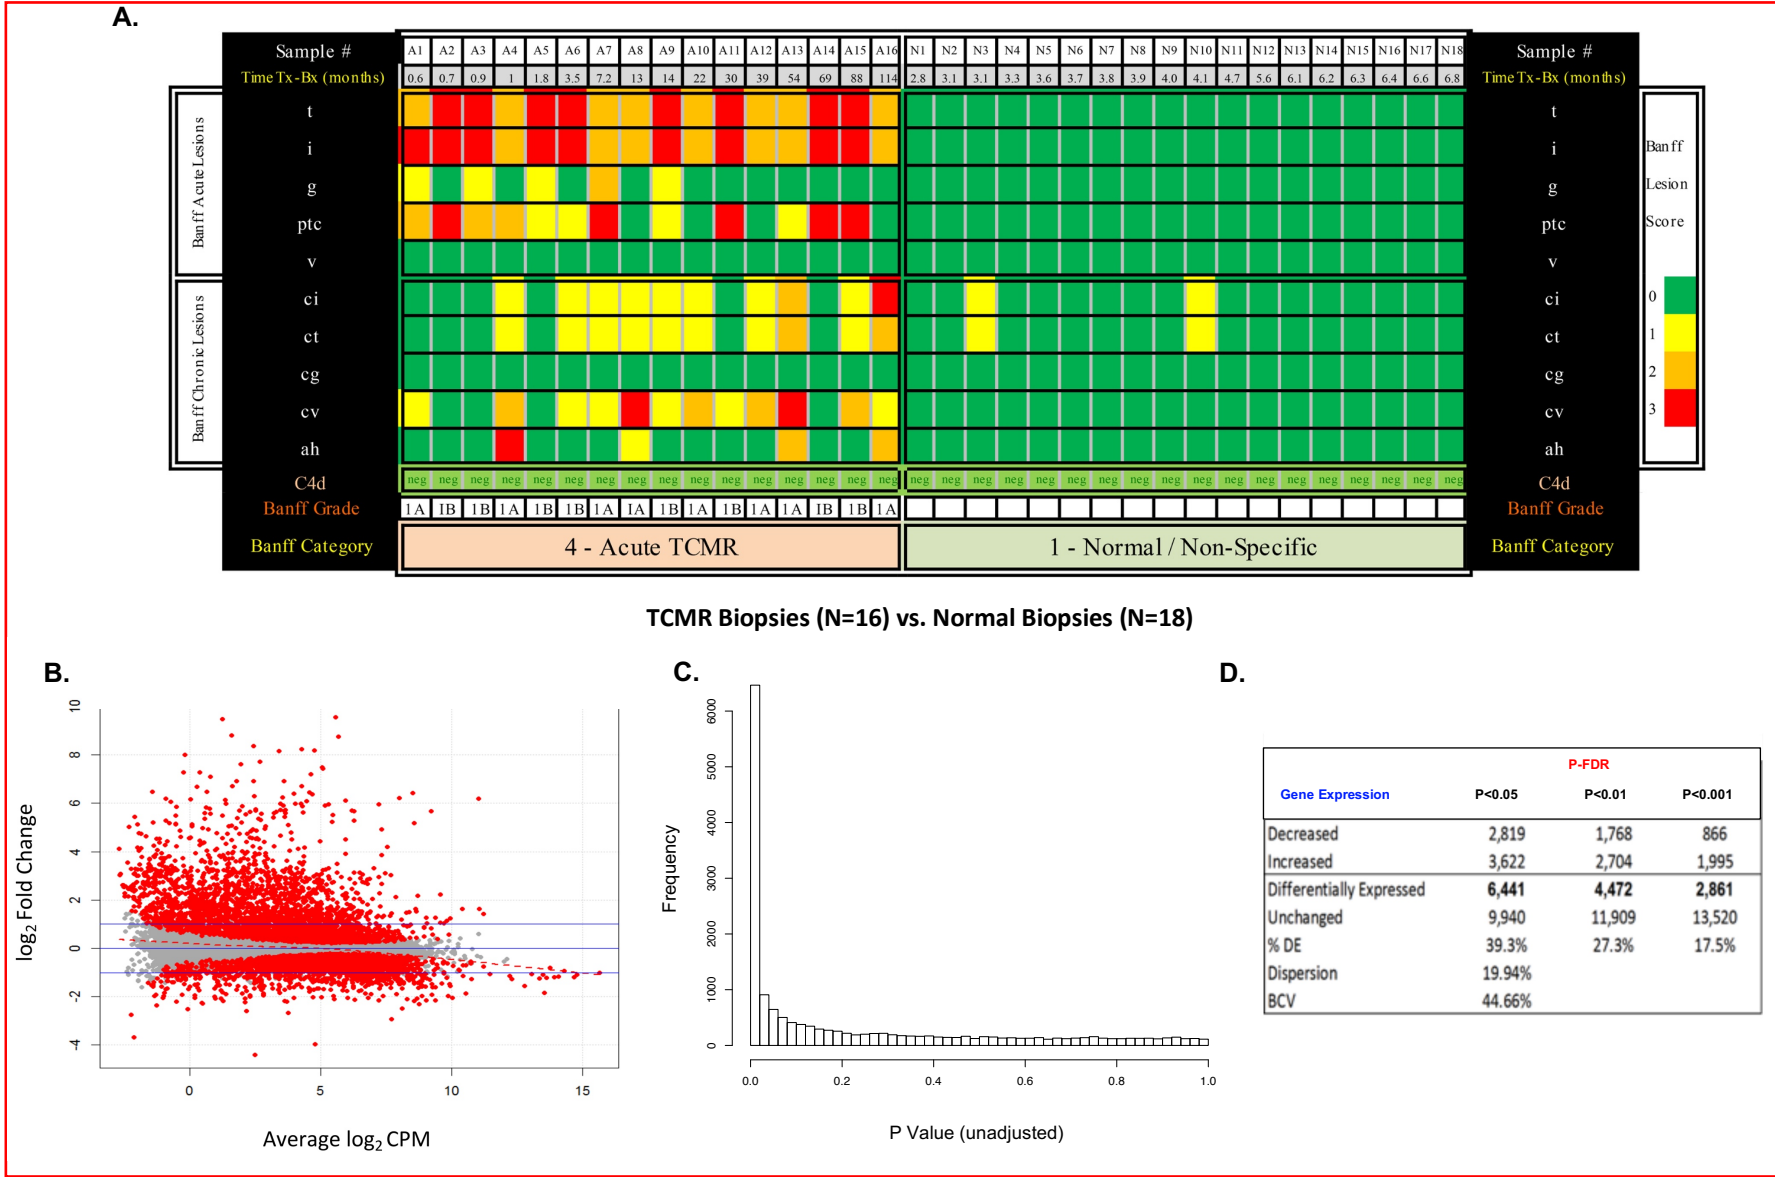 A.
Sample # A1 A2 A3 A4 A5 A6 A7 A8 A9 A10 A11 A12 A13 A14 A15 A16 N1 N2 N3 N4 N5 N6 N7 N8 N9 N10 N11 N12 N13 N14 N15 N16 N17 N18 Sample #
Time Tx-Bx (months) 0.6 0.7 0.9 1 1.8 3.5 7.2 13 14 22 30 39 54 69 88 114 2.8 3.1 3.1 3.3 3.6 3.7 3.8 3.9 4.0 4.1 4.7 5.6 6.1 6.2 6.3 6.4 6.6 6.8 Time Tx-Bx (months)
Banff Acute Lesions
t t
i i
g g
ptc ptc
v v
Banff Chronic Lesions
ci ci
ct ct
cg cg
cv cv
ah ah
Banff
Lesion
Score
0
1
2
3
C4d neg neg neg neg neg neg neg neg neg neg neg neg neg neg neg neg neg neg neg neg neg neg neg neg neg neg neg neg neg neg neg neg neg neg C4d
Banff Grade 1A IB 1B 1A 1B 1B 1A IA 1B 1A 1B 1A 1A IB 1B 1A Banff Grade
Banff Category 4 - Acute TCMR 1 - Normal / Non-Specific Banff Category
TCMR Biopsies (N=16) vs. Normal Biopsies (N=18)
B.
log2 Fold Change
10
8
6
4
2
0
-2
-4
0 5 10 15
Average log2 CPM
C.
Frequency
6000
5000
4000
3000
2000
1000
0
0.0 0.2 0.4 0.6 0.8 1.0
P Value (unadjusted)
D.
P-FDR
Gene Expression P<0.05 P<0.01 P<0.001
Decreased 2,819 1,768 866
Increased 3,622 2,704 1,995
Differentially Expressed 6,441 4,472 2,861
Unchanged 9,940 11,909 13,520
% DE 39.3% 27.3% 17.5%
Dispersion 19.94%
BCV 44.66%